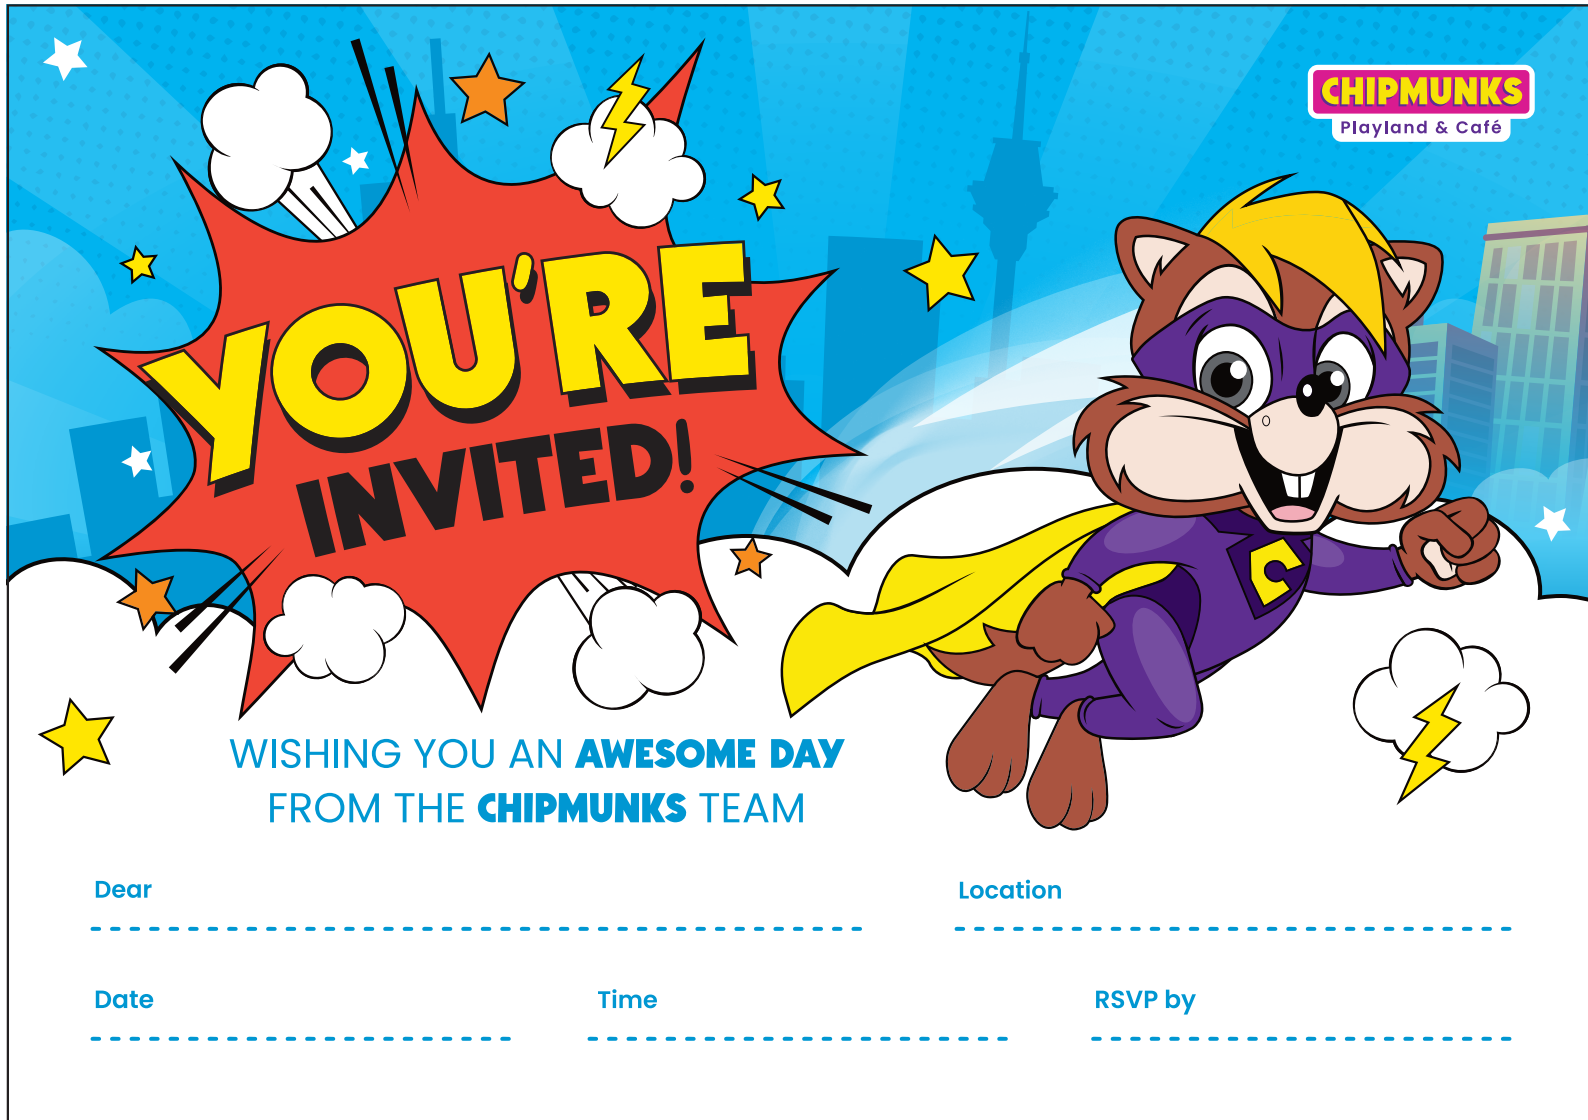 CHIPMUNKS
Playland & Café
YOU'RE
INVITED!
C
WISHING YOU AN AWESOME DAY
FROM THE CHIPMUNKS TEAM
Dear
Location
Date
Time
RSVP by